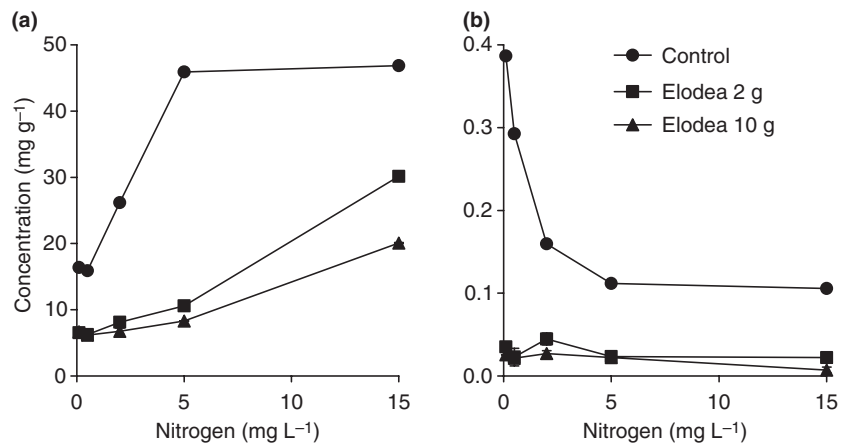 (a)
50
40
30
20
10
0
Concentration (mg g⁻¹)
0
5
10
15
Nitrogen (mg L⁻¹)
(b)
0.4
0.3
0.2
0.1
0.0
0
5
10
15
Nitrogen (mg L⁻¹)
Control
Elodea 2 g
Elodea 10 g